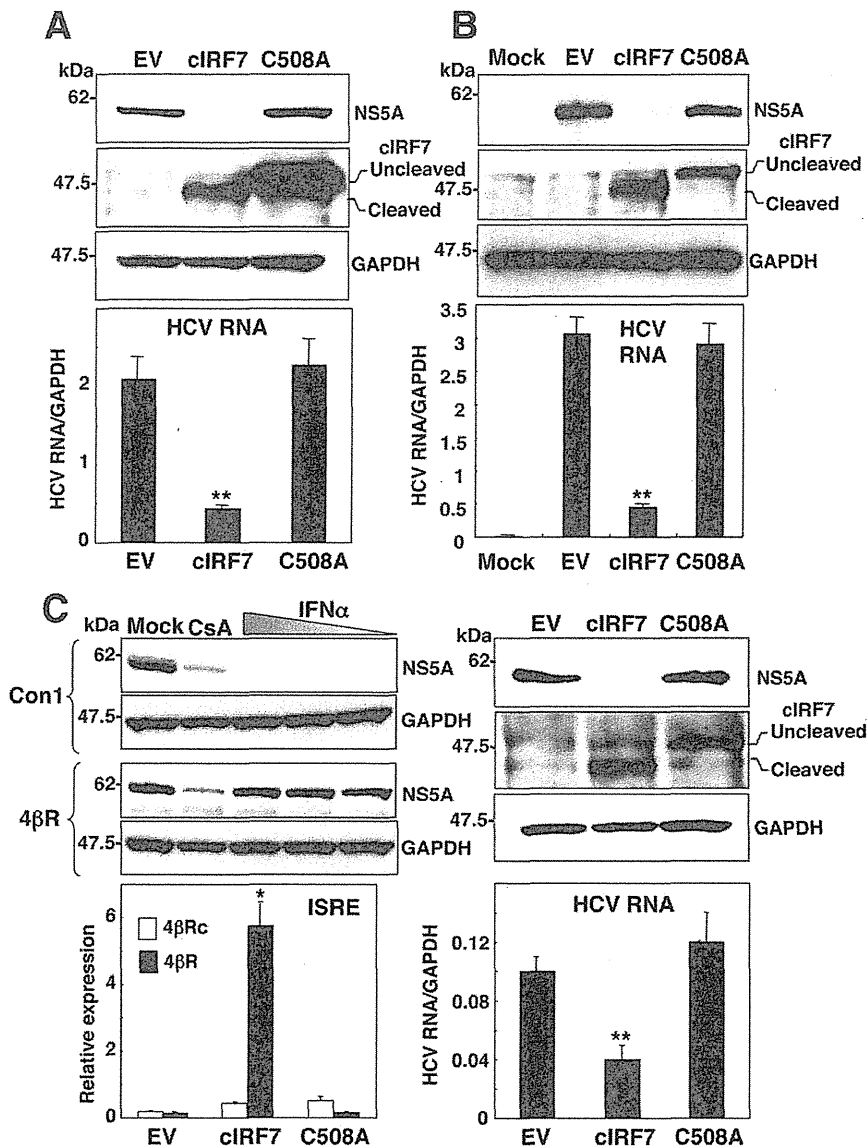 A
EV cIRF7 C508A
kDa
62
NS5A
cIRF7
Uncleaved
47.5
Cleaved
47.5
GAPDH
HCV RNA
HCV RNA/GAPDH
2
1
0
**
EV cIRF7 C508A
B
Mock EV cIRF7 C508A
kDa
62
NS5A
cIRF7
Uncleaved
47.5
Cleaved
47.5
GAPDH
HCV
RNA
HCV RNA/GAPDH
3.5
3
2.5
2
1.5
1
0.5
0
**
Mock EV cIRF7 C508A
C
IFNα
kDa Mock CsA
62
NS5A
Con1
47.5
GAPDH
62
NS5A
4βR
47.5
GAPDH
ISRE
Relative expression
6
4
2
0
4βRc
4βR
*
EV cIRF7 C508A
EV cIRF7 C508A
kDa
62
NS5A
cIRF7
Uncleaved
47.5
Cleaved
47.5
GAPDH
HCV RNA
HCV RNA/GAPDH
0.12
0.08
0.04
0
**
EV cIRF7 C508A